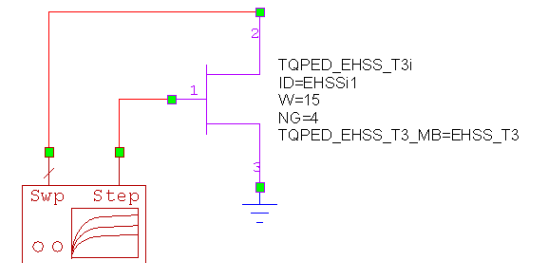 2
TQPED_EHSS_T3i
ID=EHSSi1
W=15
1
NG=4
TQPED_EHSS_T3_MB=EHSS_T3
3
Swp Step